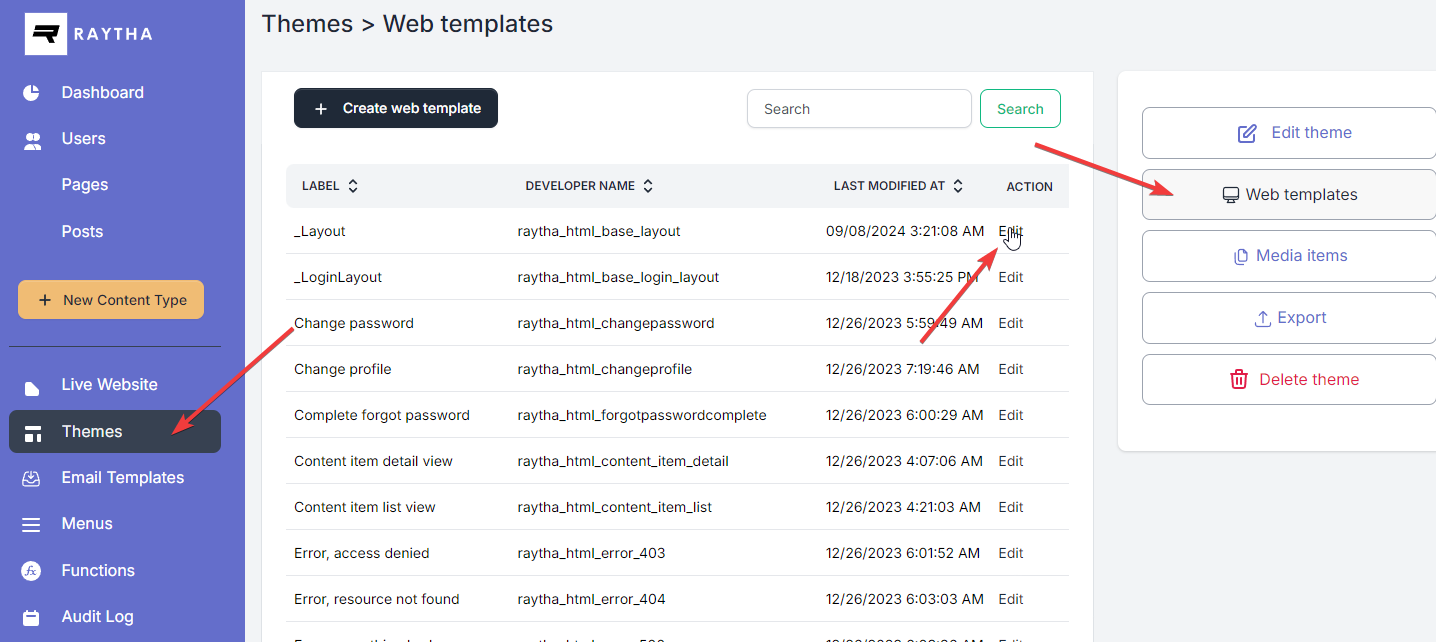 RAYTHA
Dashboard
Users
Pages
Posts
New Content Type
Live Website
Themes
Email Templates
Menus
Functions
Audit Log
Themes > Web templates
Create web template
Search
Search
LABEL DEVELOPER NAME LAST MODIFIED AT ACTION
_Layout raytha_html_base_layout 09/08/2024 3:21:08 AM Edit
_LoginLayout raytha_html_base_login_layout 12/18/2023 3:55:25 PM Edit
Change password raytha_html_changepassword 12/26/2023 5:59:49 AM Edit
Change profile raytha_html_changeprofile 12/26/2023 7:19:46 AM Edit
Complete forgot password raytha_html_forgotpasswordcomplete 12/26/2023 6:00:29 AM Edit
Content item detail view raytha_html_content_item_detail 12/26/2023 4:07:06 AM Edit
Content item list view raytha_html_content_item_list 12/26/2023 4:21:03 AM Edit
Error, access denied raytha_html_error_403 12/26/2023 6:01:52 AM Edit
Error, resource not found raytha_html_error_404 12/26/2023 6:03:03 AM Edit
Edit theme
Web templates
Media items
Export
Delete theme